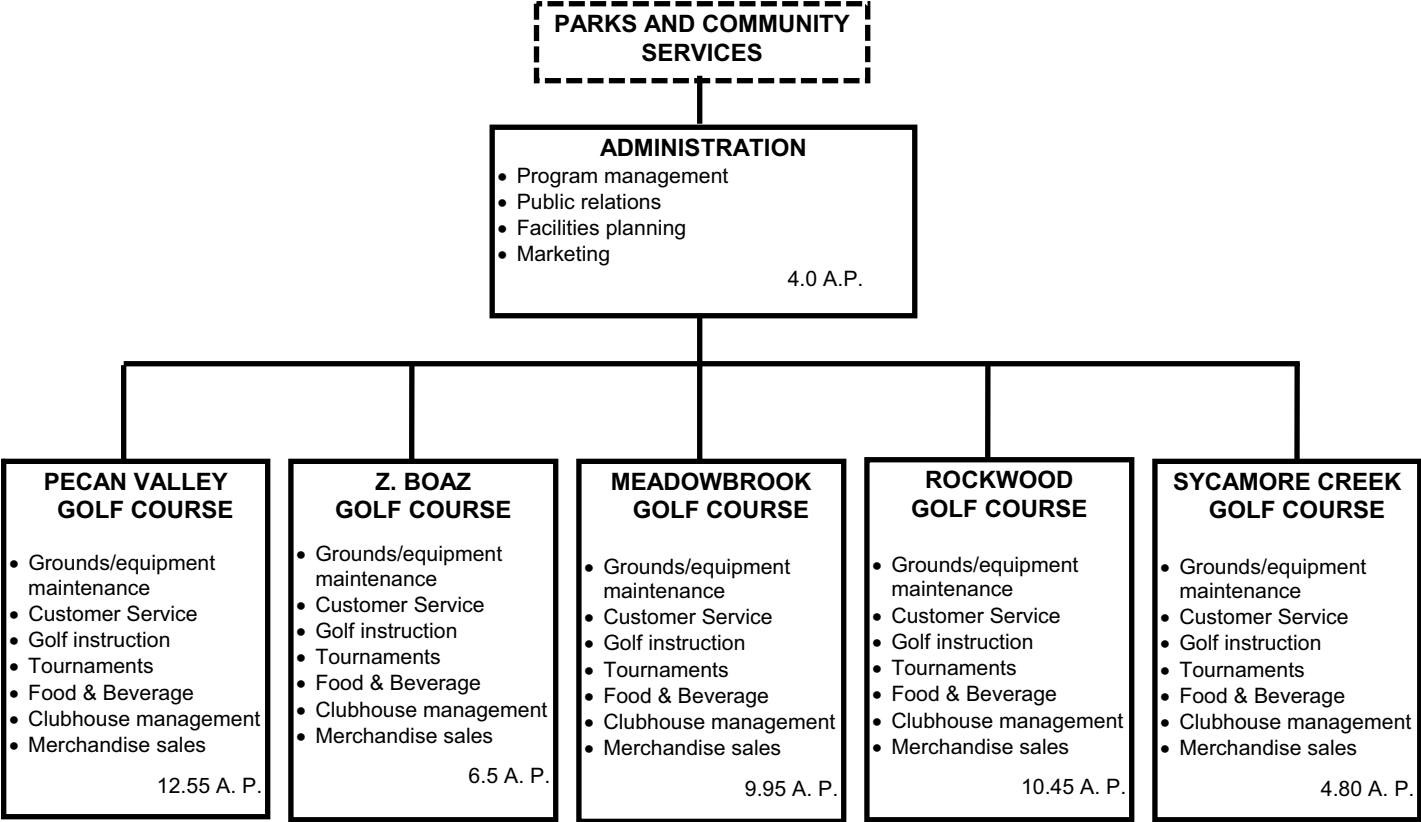 PARKS AND COMMUNITY
SERVICES
ADMINISTRATION
• Program management
• Public relations
• Facilities planning
• Marketing
4.0 A.P.
PECAN VALLEY
GOLF COURSE
• Grounds/equipment
maintenance
• Customer Service
• Golf instruction
• Tournaments
• Food & Beverage
• Clubhouse management
• Merchandise sales
12.55 A. P.
Z. BOAZ
GOLF COURSE
• Grounds/equipment
maintenance
• Customer Service
• Golf instruction
• Tournaments
• Food & Beverage
• Clubhouse management
• Merchandise sales
6.5 A. P.
MEADOWBROOK
GOLF COURSE
• Grounds/equipment
maintenance
• Customer Service
• Golf instruction
• Tournaments
• Food & Beverage
• Clubhouse management
• Merchandise sales
9.95 A. P.
ROCKWOOD
GOLF COURSE
• Grounds/equipment
maintenance
• Customer Service
• Golf instruction
• Tournaments
• Food & Beverage
• Clubhouse management
• Merchandise sales
10.45 A. P.
SYCAMORE CREEK
GOLF COURSE
• Grounds/equipment
maintenance
• Customer Service
• Golf instruction
• Tournaments
• Food & Beverage
• Clubhouse management
• Merchandise sales
4.80 A. P.